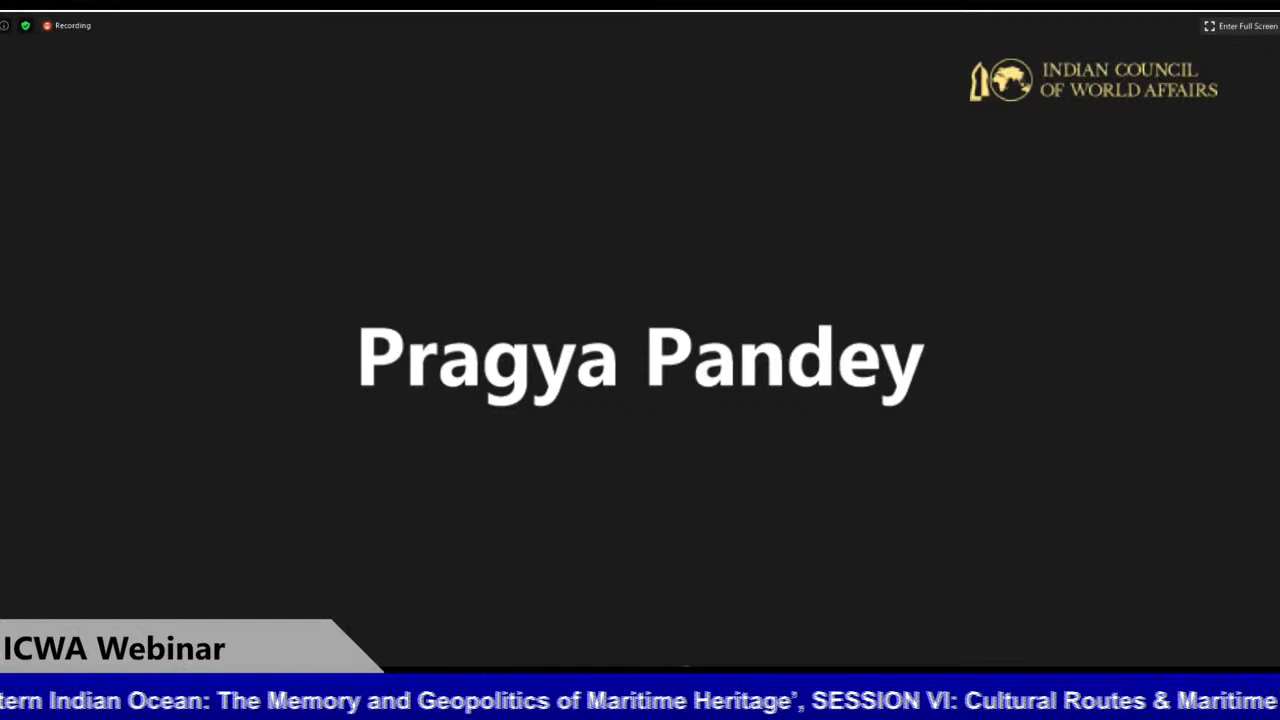 Recording
Enter Full Screen
INDIAN COUNCIL
OF WORLD AFFAIRS
Pragya Pandey
ICWA Webinar
tern Indian Ocean: The Memory and Geopolitics of Maritime Heritage", SESSION VI: Cultural Routes & Maritime